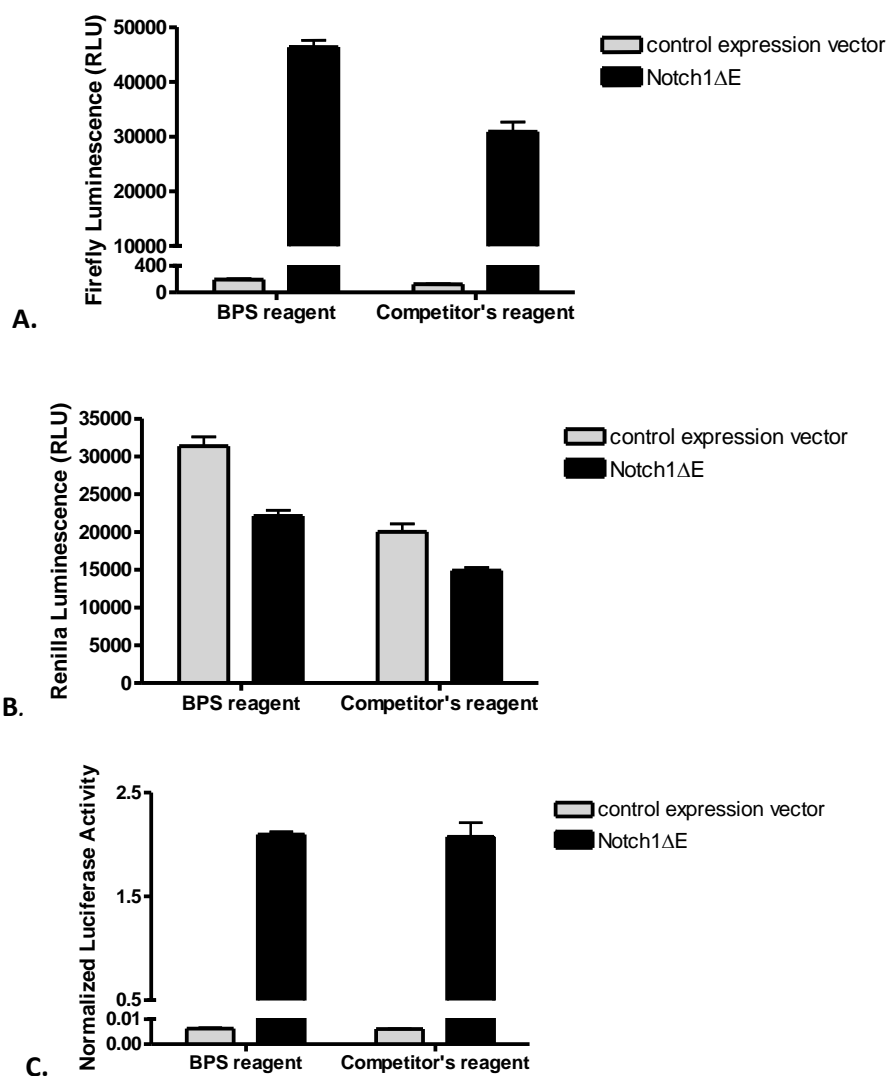 Firefly Luminescence (RLU)
50000
40000
30000
20000
10000
400
200
0
BPS reagent
Competitor's reagent
control expression vector
Notch1ΔE
A.
Renilla Luminescence (RLU)
35000
30000
25000
20000
15000
10000
5000
0
BPS reagent
Competitor's reagent
control expression vector
Notch1ΔE
B.
Normalized Luciferase Activity
2.5
1.5
0.5
0.01
0.00
BPS reagent
Competitor's reagent
control expression vector
Notch1ΔE
C.